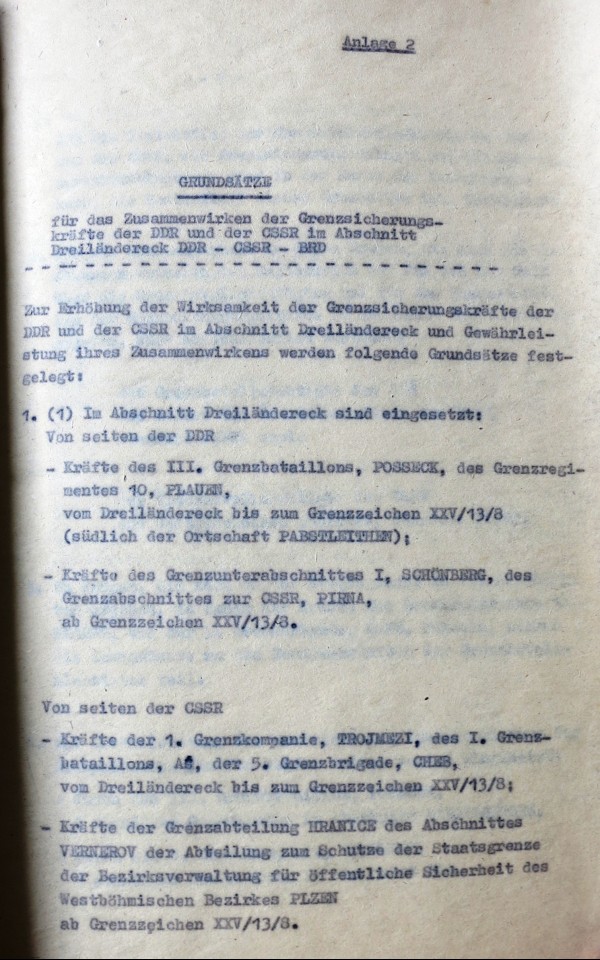 Anlage 2
GRUNDSÄTZE
für das Zusammenwirken der Grenzsicherungs-
kräfte der DDR und der CSSR im Abschnitt
Dreiländereck DDR - CSSR - BRD
Zur Erhöhung der Wirksamkeit der Grenzsicherungskräfte der
DDR und der CSSR im Abschnitt Dreiländereck und Gewährlei-
stung ihres Zusammenwirkens werden folgende Grundsätze fest-
gelegt:
1. (1) Im Abschnitt Dreiländereck sind eingesetzt:
Von seiten der DDR
- Kräfte des III. Grenzbataillons, POSSECK, des Grenzregi-
mentes 10, PLAUEN,
vom Dreiländereck bis zum Grenzzeichen XXV/13/8
(südlich der Ortschaft PABSTLEITHEN);
- Kräfte des Grenzunterabschnittes I, SCHÖNBERG, des
Grenzabschnittes zur CSSR, PIRNA,
ab Grenzzeichen XXV/13/8.
Von seiten der CSSR
- Kräfte der 1. Grenzkompanie, TROJMEZI, des I. Grenz-
bataillons, AŠ, der 5. Grenzbrigade, CHEB,
vom Dreiländereck bis zum Grenzzeichen XXV/13/8;
- Kräfte der Grenzabteilung HRANICE des Abschnittes
VERNEROV der Abteilung zum Schutze der Staatsgrenze
der Bezirksverwaltung für öffentliche Sicherheit des
Westböhmischen Bezirkes PLZEN
ab Grenzzeichen XXV/13/8.